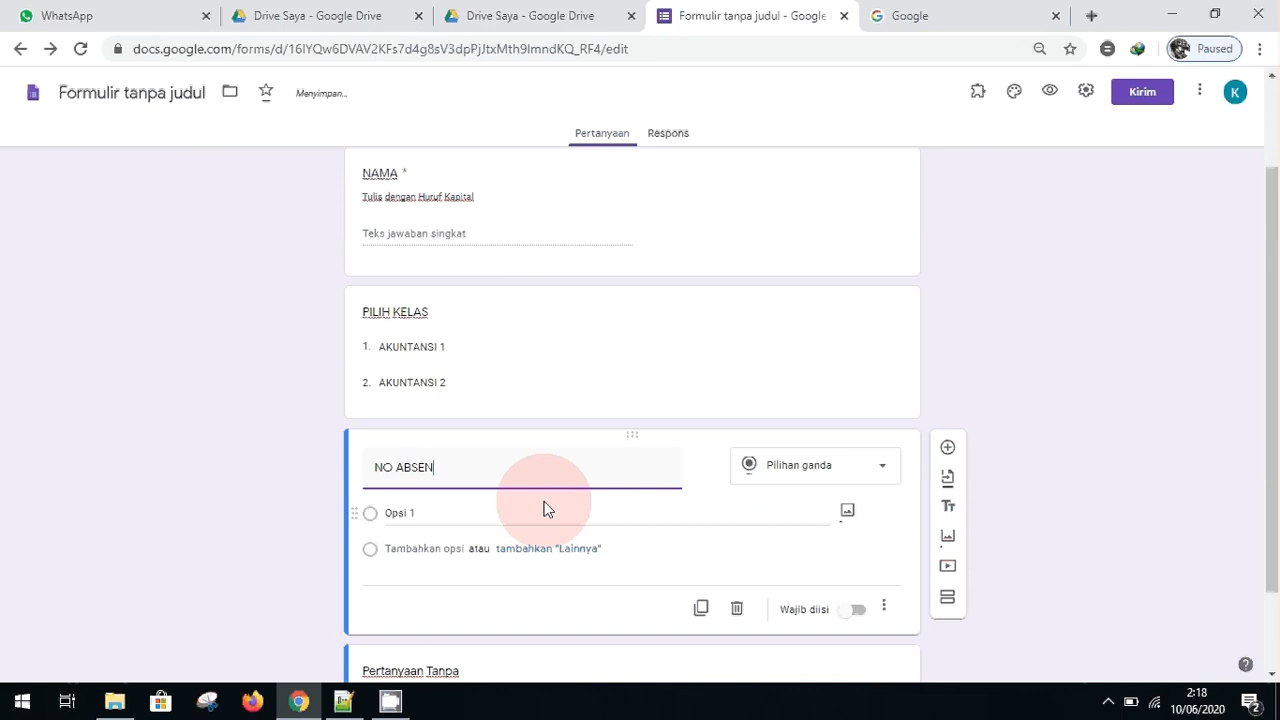 WhatsApp
Drive Saya - Google Drive
Drive Saya - Google Drive
Formulir tanpa judul - Google
Google
docs.google.com/forms/d/16IYQw6DVAV2KFs7d4g8sV3dpPjJtxMth9ImndKQ_RF4/edit
Paused
Formulir tanpa judul
Menyimpan...
Kirim
K
Pertanyaan
Respons
NAMA *
Tulis dengan Huruf Kapital
Teks jawaban singkat
PILIH KELAS
1. AKUNTANSI 1
2. AKUNTANSI 2
NO ABSEN
Pilihan ganda
Opsi 1
Tambahkan opsi atau tambahkan "Lainnya"
Wajib diisi
Pertanyaan Tanpa
2:18
10/06/2020
2